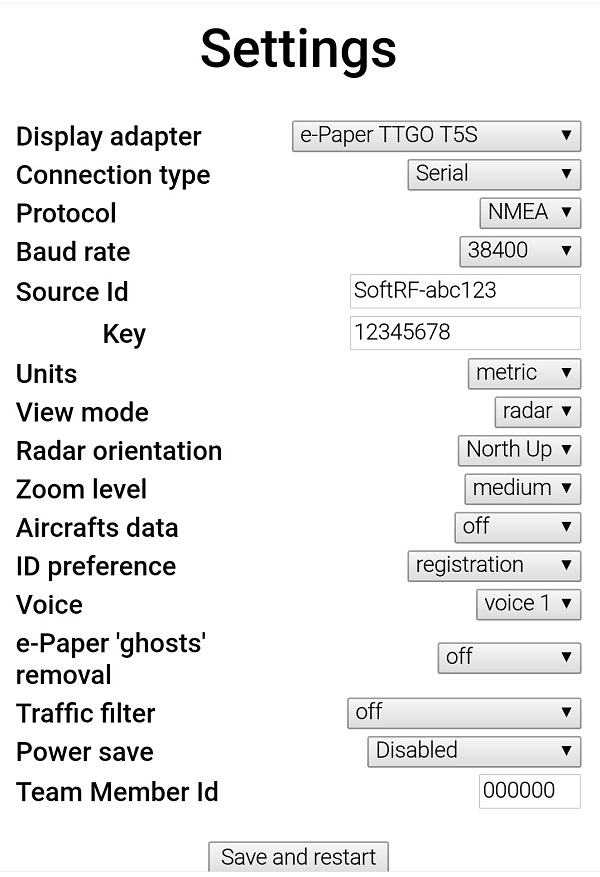 Settings
Display adapter e-Paper TTGO T5S ▼
Connection type Serial ▼
Protocol NMEA ▼
Baud rate 38400 ▼
Source Id SoftRF-abc123
Key 12345678
Units metric ▼
View mode radar ▼
Radar orientation North Up ▼
Zoom level medium ▼
Aircrafts data off ▼
ID preference registration ▼
Voice voice 1 ▼
e-Paper 'ghosts'
removal off ▼
Traffic filter off ▼
Power save Disabled ▼
Team Member Id 000000
Save and restart